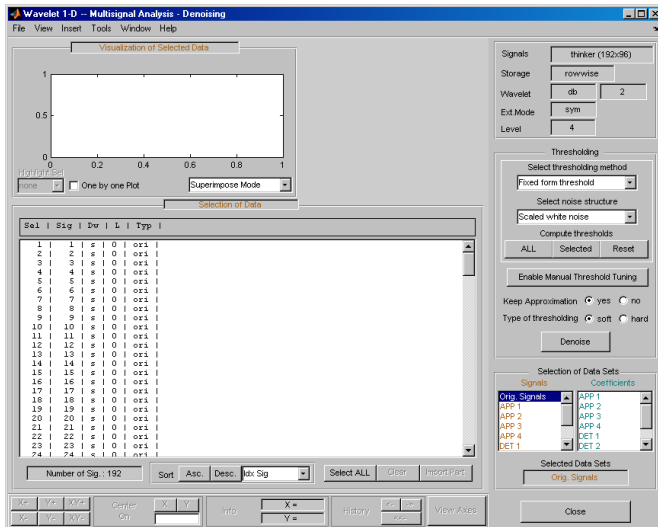 Wavelet 1-D -- Multisignal Analysis - Denoising
File View Insert Tools Window Help
Visualization of Selected Data
1
0.5
0
0 0.2 0.4 0.6 0.8 1
Highlight Sel
none One by one Plot Superimpose Mode
Selection of Data
Sel | Sig | Dw | L | Typ |
1 | 1 | s | 0 | ori |
2 | 2 | s | 0 | ori |
3 | 3 | s | 0 | ori |
4 | 4 | s | 0 | ori |
5 | 5 | s | 0 | ori |
6 | 6 | s | 0 | ori |
7 | 7 | s | 0 | ori |
8 | 8 | s | 0 | ori |
9 | 9 | s | 0 | ori |
10 | 10 | s | 0 | ori |
11 | 11 | s | 0 | ori |
12 | 12 | s | 0 | ori |
13 | 13 | s | 0 | ori |
14 | 14 | s | 0 | ori |
15 | 15 | s | 0 | ori |
16 | 16 | s | 0 | ori |
17 | 17 | s | 0 | ori |
18 | 18 | s | 0 | ori |
19 | 19 | s | 0 | ori |
20 | 20 | s | 0 | ori |
21 | 21 | s | 0 | ori |
22 | 22 | s | 0 | ori |
23 | 23 | s | 0 | ori |
24 | 24 | s | 0 | ori |
Number of Sig. : 192 Sort Asc. Desc. Idx Sig Select ALL Clear Import Part
X+ Y+ XY+ Center X Y Info X = History <- -> View Axes
X- Y- XY- On Y = <<-
Signals thinker (192x96)
Storage rowwise
Wavelet db 2
Ext.Mode sym
Level 4
Thresholding
Select thresholding method
Fixed form threshold
Select noise structure
Scaled white noise
Compute thresholds
ALL Selected Reset
Enable Manual Threshold Tuning
Keep Approximation yes no
Type of thresholding soft hard
Denoise
Selection of Data Sets
Signals Coefficients
Orig. Signals APP 1
APP 1 APP 2
APP 2 APP 3
APP 3 APP 4
APP 4 DET 1
DET 1 DET 2
Selected Data Sets
Orig. Signals
Close